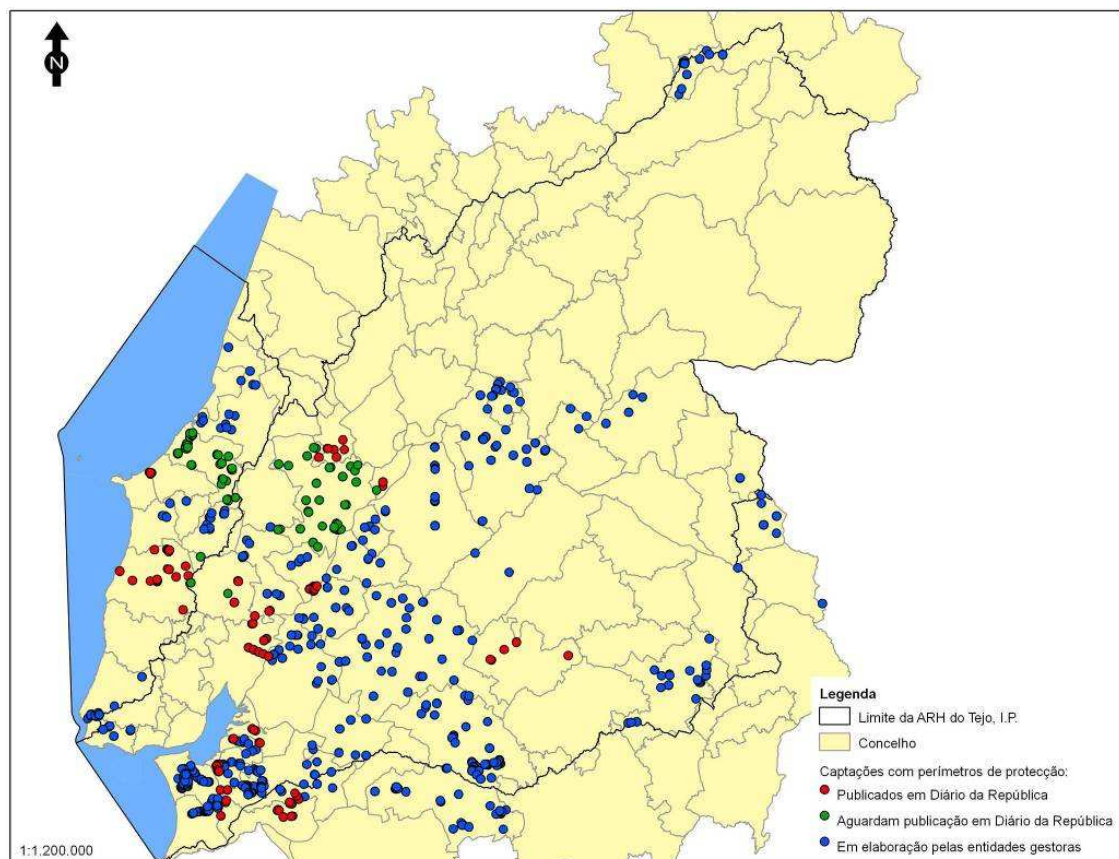 N
Legenda
Limite da ARH do Tejo, I.P.
Concelho
Captações com perímetros de protecção:
Publicados em Diário da República
Aguardam publicação em Diário da República
Em elaboração pelas entidades gestoras
1:1.200.000